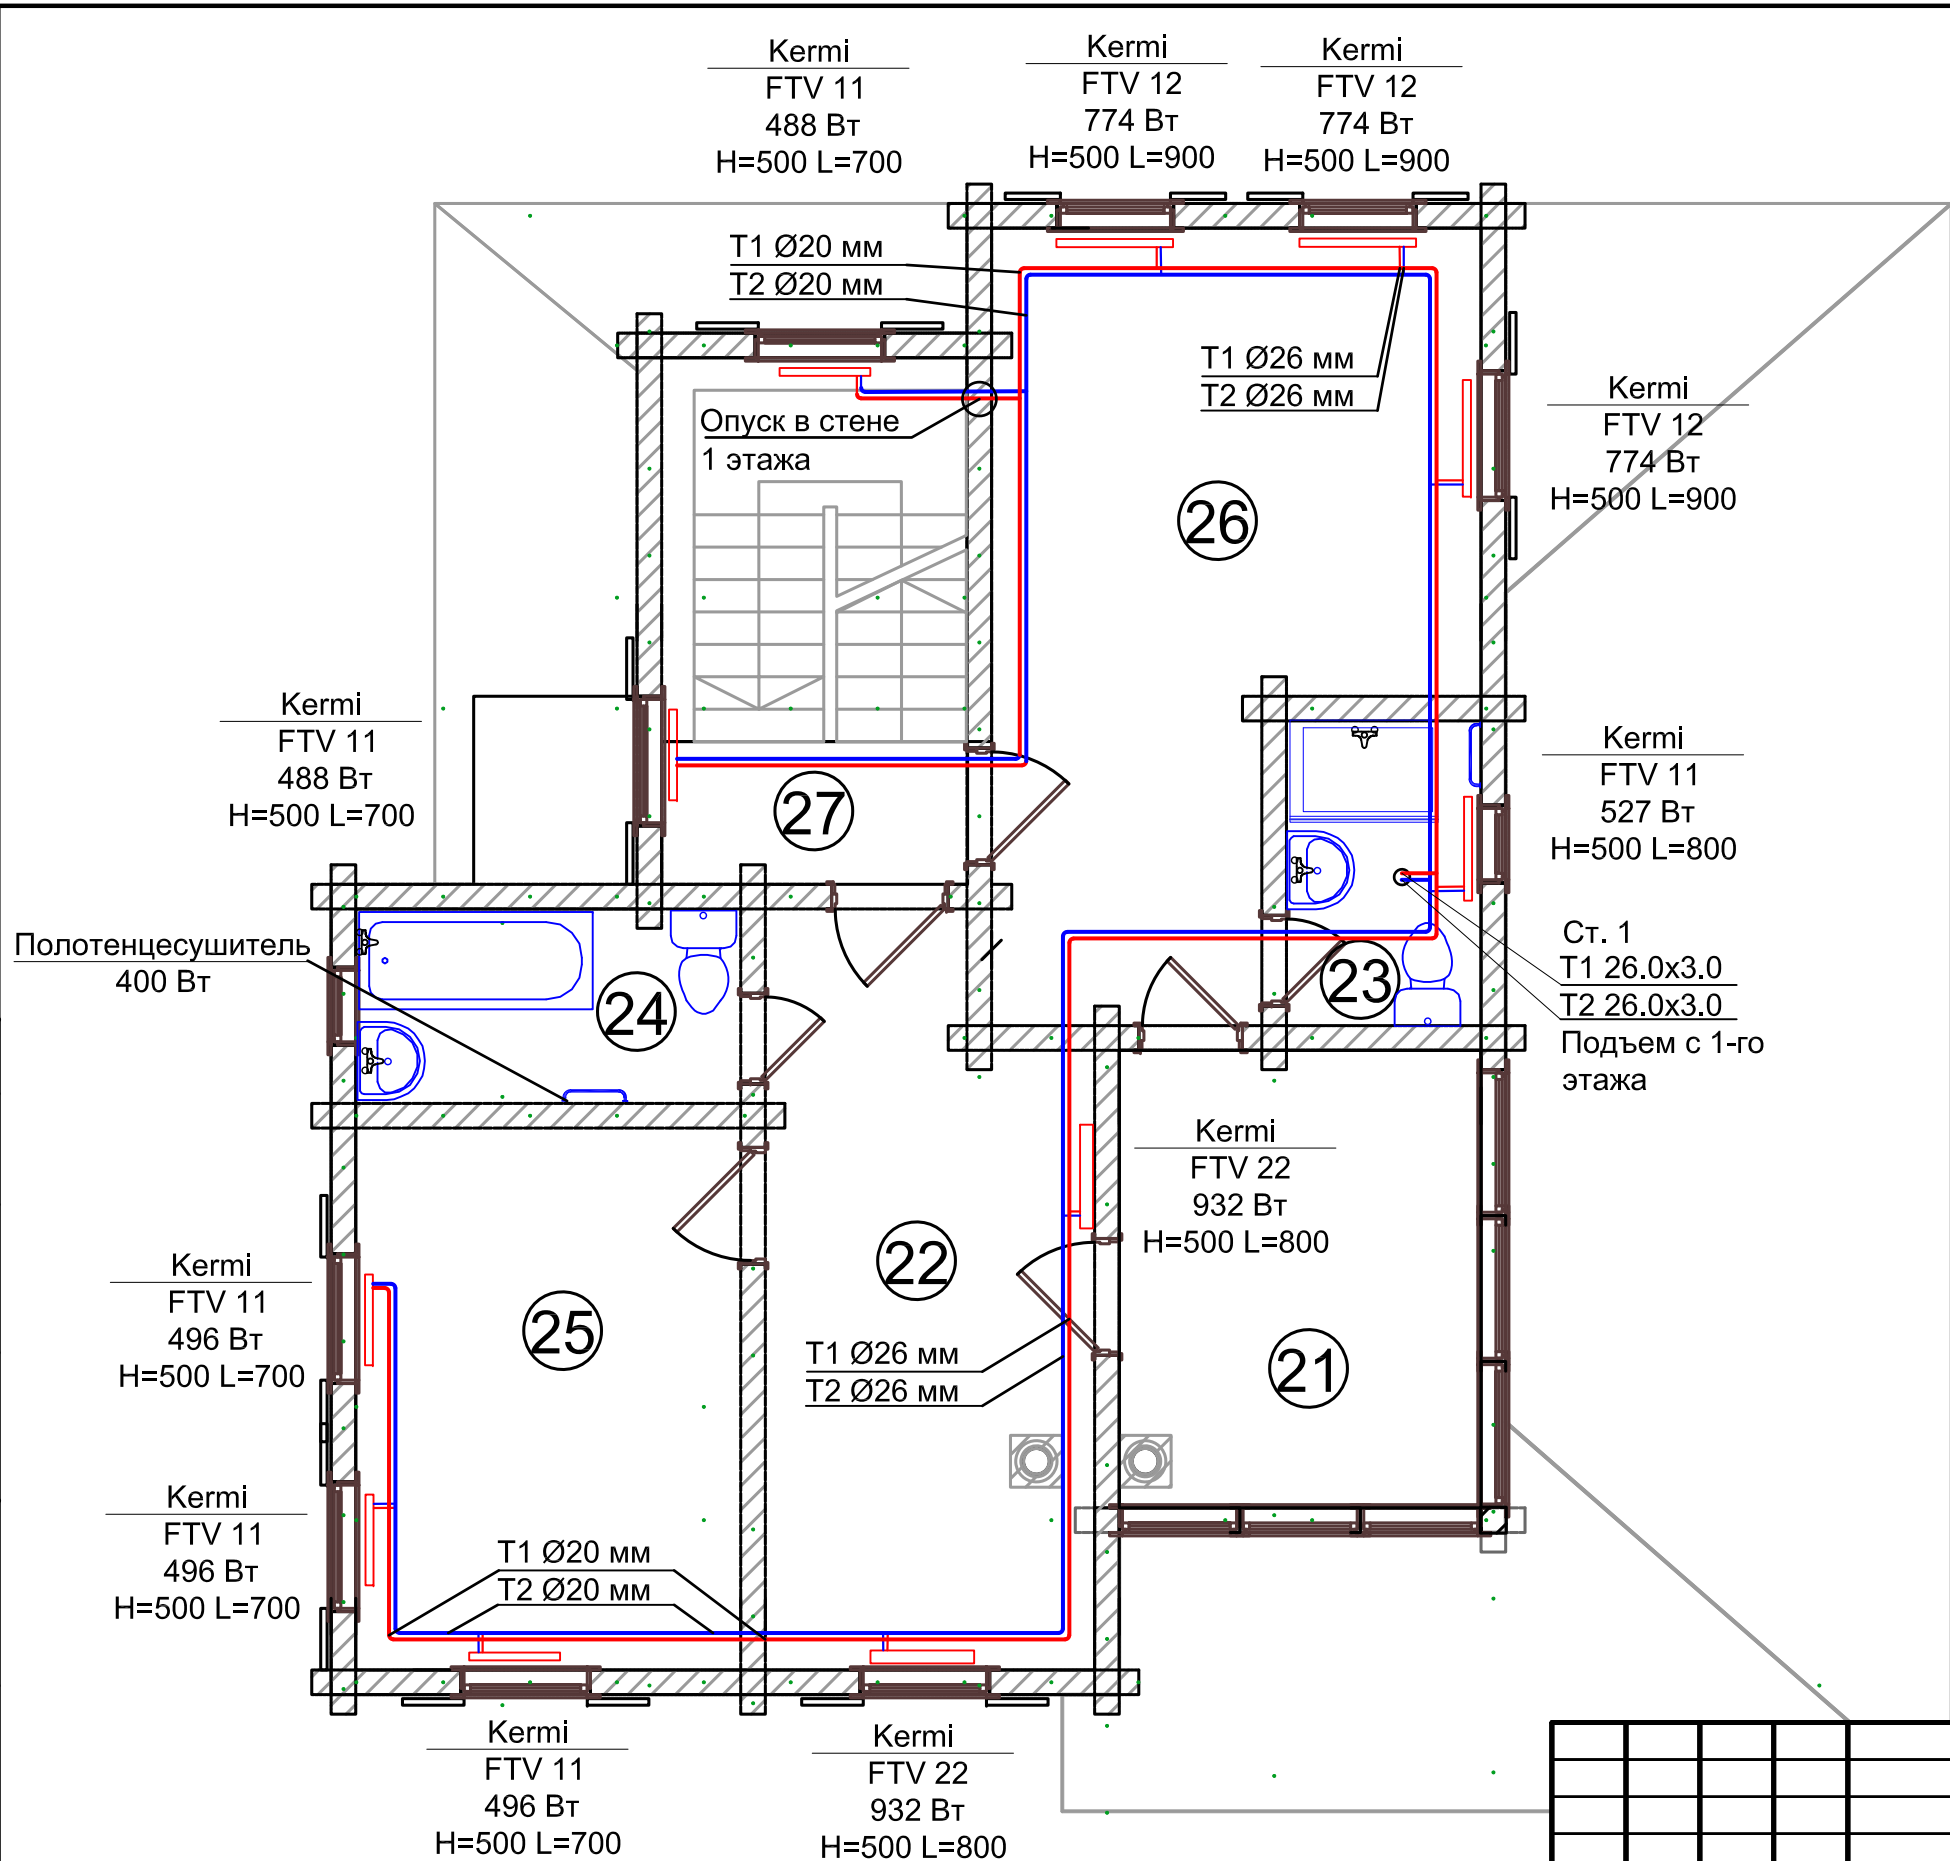 Kermi
FTV 11
488 Вт
H=500 L=700
Kermi
FTV 12
774 Вт
H=500 L=900
Kermi
FTV 12
774 Вт
H=500 L=900
T1 Ø20 мм
T2 Ø20 мм
T1 Ø26 мм
T2 Ø26 мм
Kermi
FTV 12
774 Вт
H=500 L=900
Опуск в стене
1 этажа
26
Kermi
FTV 11
488 Вт
H=500 L=700
27
Kermi
FTV 11
527 Вт
H=500 L=800
Полотенцесушитель
400 Вт
24
23
Ст. 1
T1 26.0x3.0
T2 26.0x3.0
Подъем с 1-го
этажа
Kermi
FTV 22
932 Вт
H=500 L=800
Kermi
FTV 11
496 Вт
H=500 L=700
25
22
T1 Ø26 мм
T2 Ø26 мм
21
Kermi
FTV 11
496 Вт
H=500 L=700
T1 Ø20 мм
T2 Ø20 мм
Kermi
FTV 11
496 Вт
H=500 L=700
Kermi
FTV 22
932 Вт
H=500 L=800